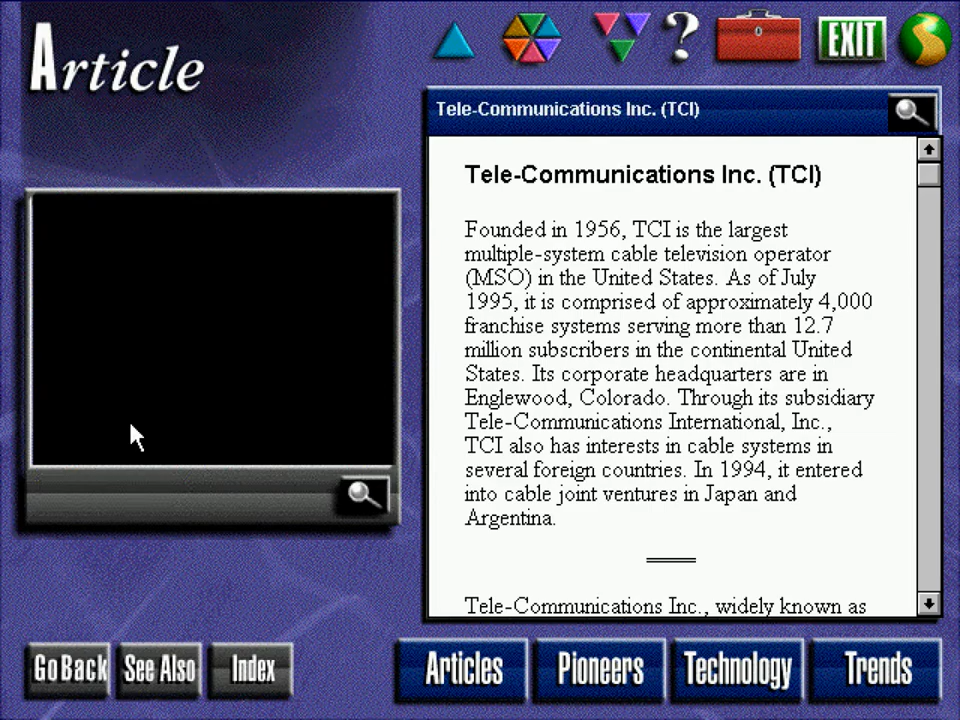 Article
?
EXIT
Tele-Communications Inc. (TCI)
Tele-Communications Inc. (TCI)
Founded in 1956, TCI is the largest
multiple-system cable television operator
(MSO) in the United States. As of July
1995, it is comprised of approximately 4,000
franchise systems serving more than 12.7
million subscribers in the continental United
States. Its corporate headquarters are in
Englewood, Colorado. Through its subsidiary
Tele-Communications International, Inc.,
TCI also has interests in cable systems in
several foreign countries. In 1994, it entered
into cable joint ventures in Japan and
Argentina.
Tele-Communications Inc., widely known as
Go Back
See Also
Index
Articles
Pioneers
Technology
Trends